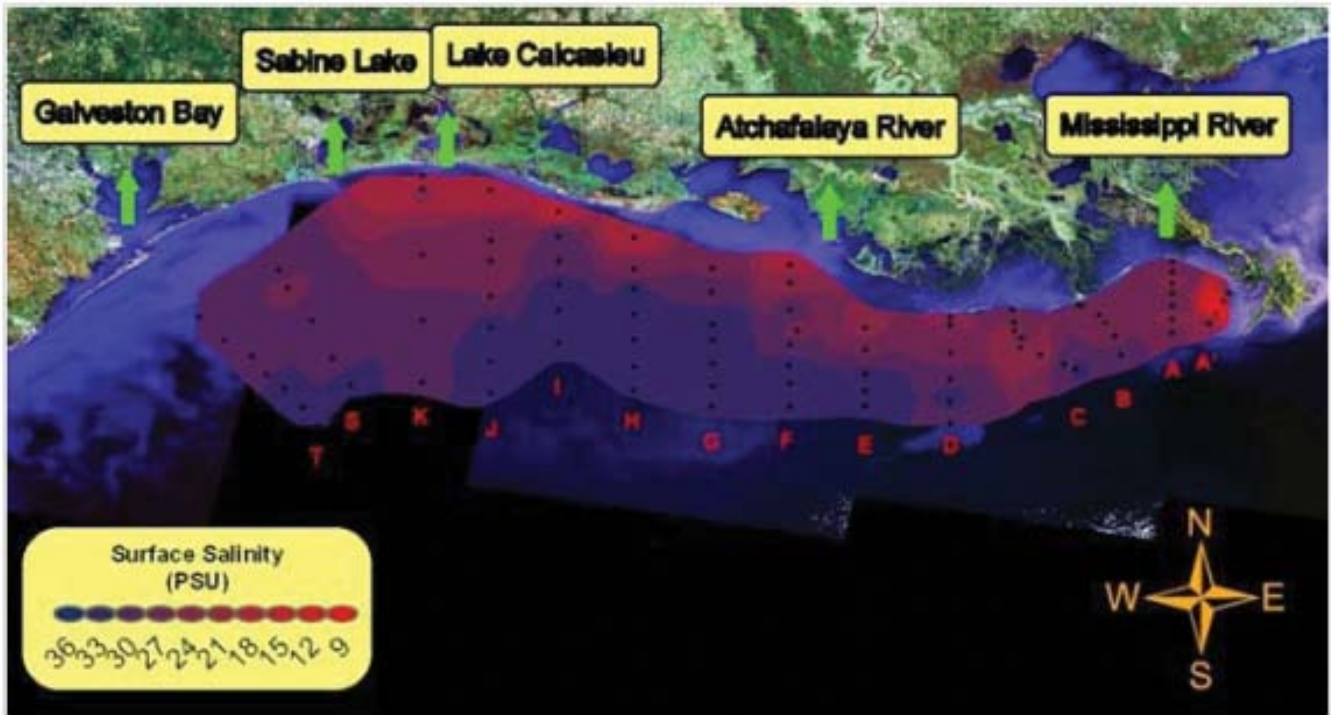 Sabine Lake
Lake Calcasieu
Galveston Bay
Atchafalaya River
Mississippi River
A A'
B
C
D
E
F
G
H
I
J
K
S
T
Surface Salinity
(PSU)
36 33 30 27 24 21 18 15 12 9
N
W E
S